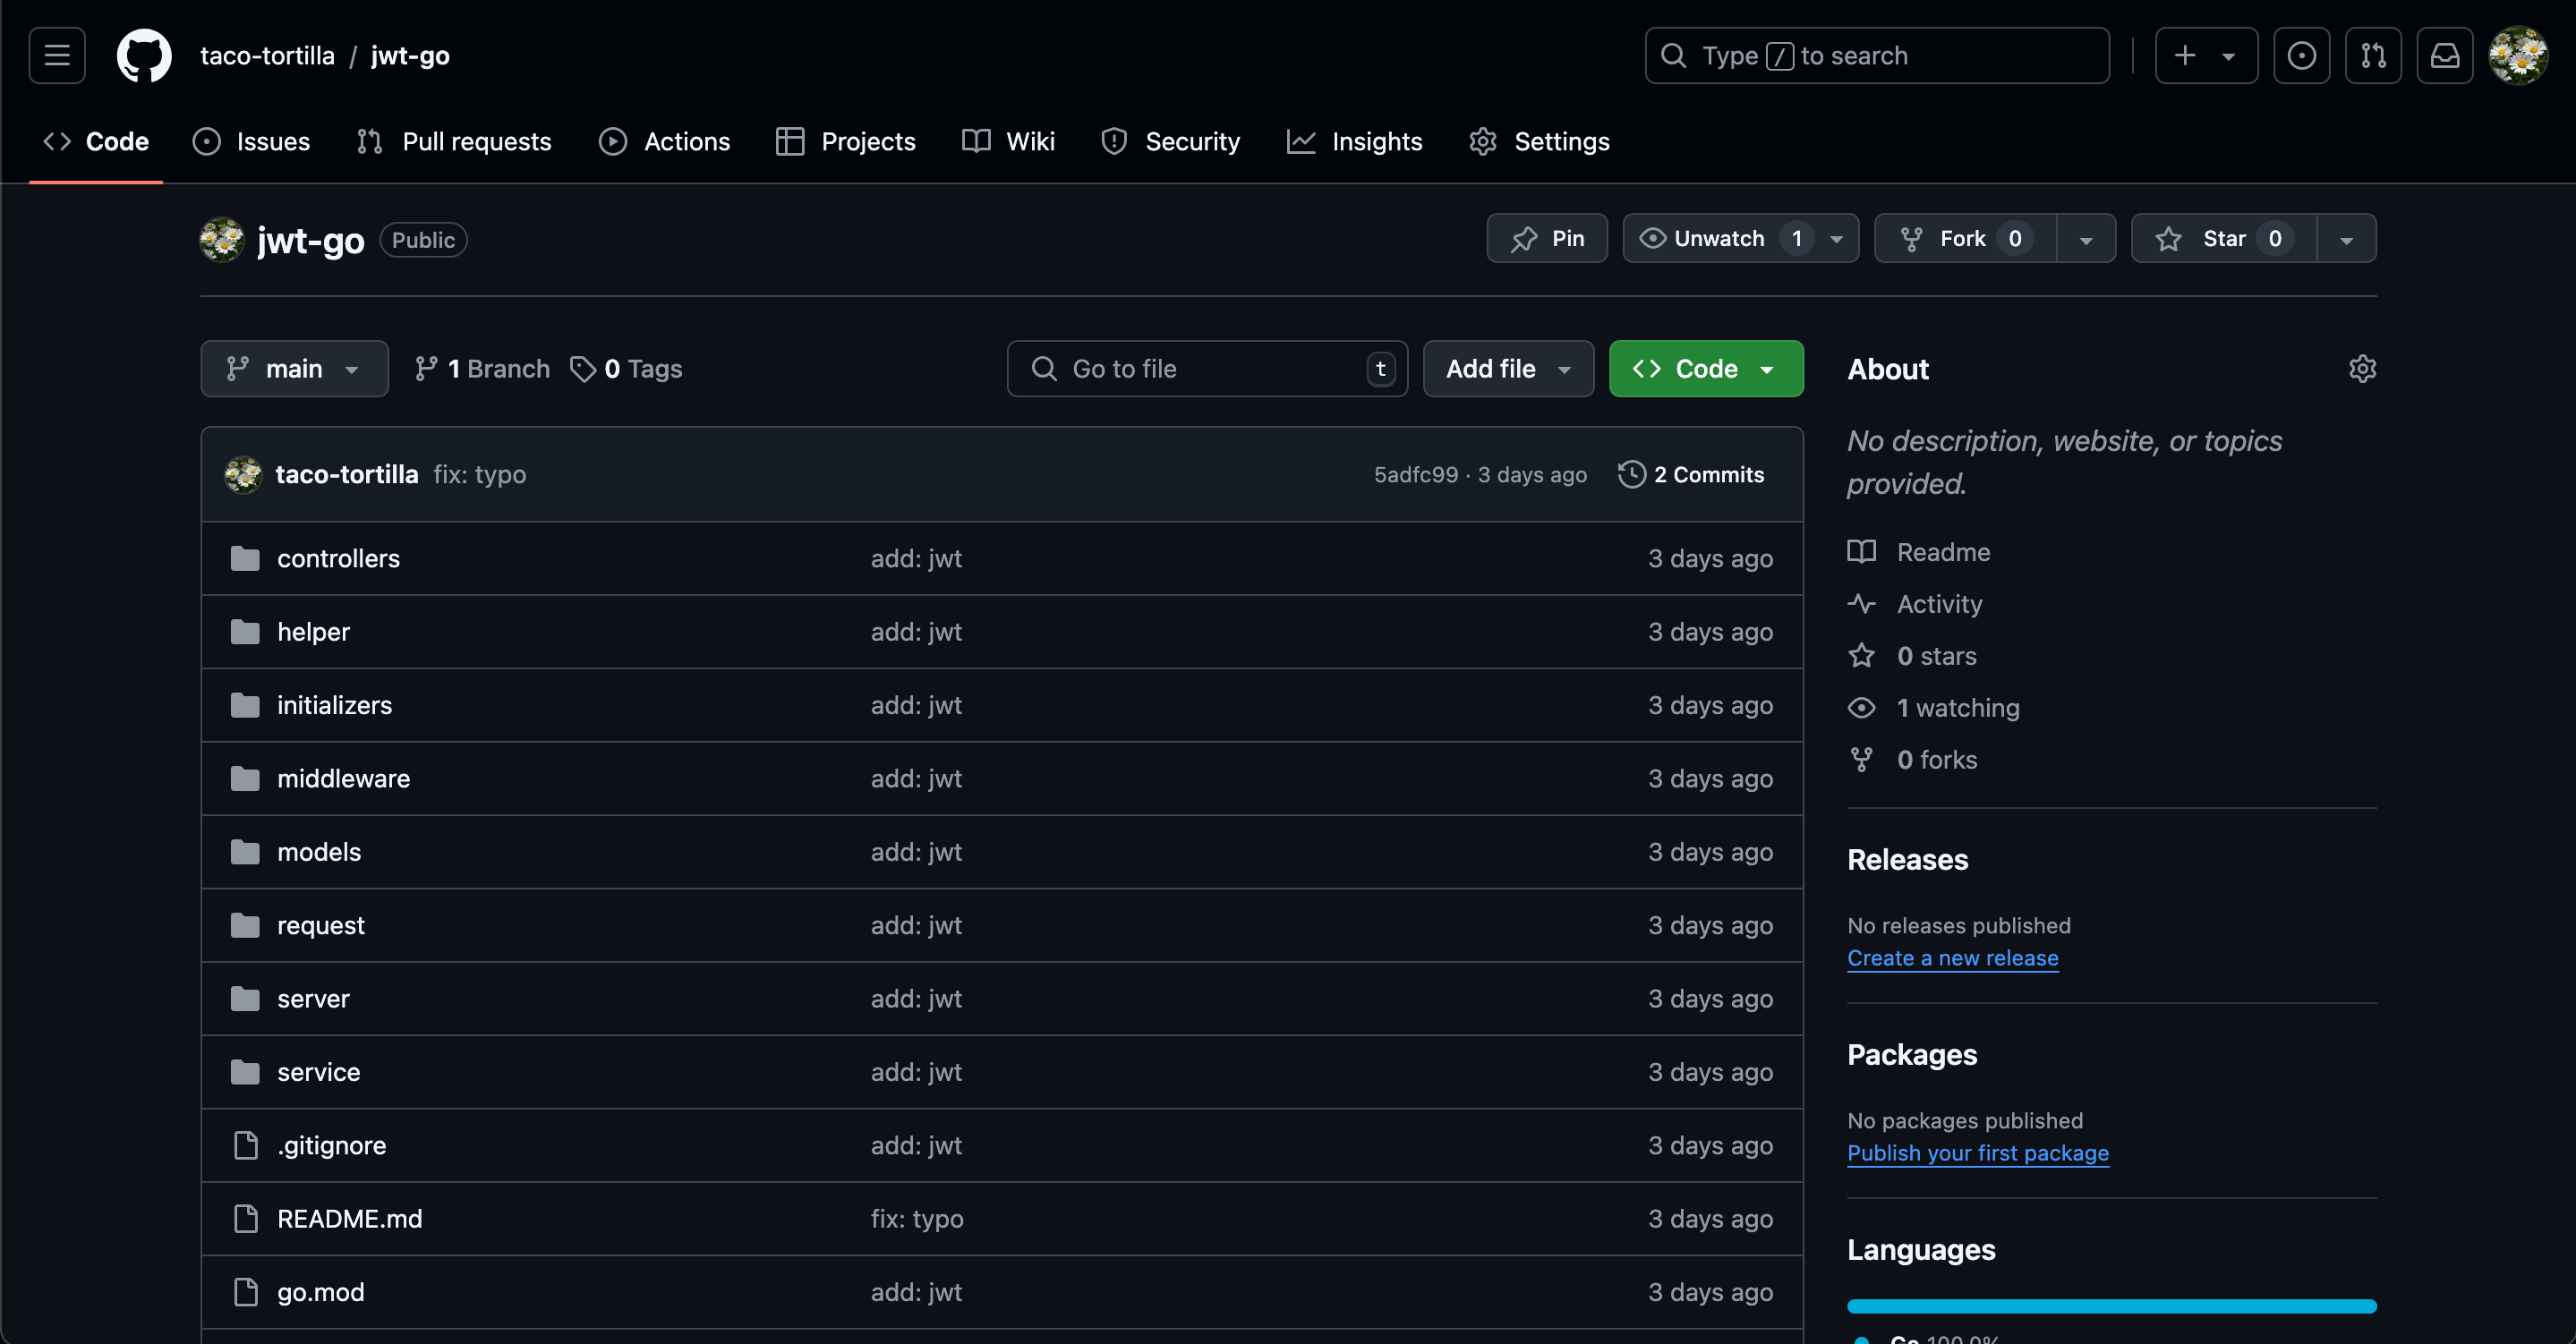 taco-tortilla / jwt-go
Type / to search
Code Issues Pull requests Actions Projects Wiki Security Insights Settings
jwt-go Public
Pin Unwatch 1 Fork 0 Star 0
main 1 Branch 0 Tags Go to file t Add file Code
taco-tortilla fix: typo 5adfc99 · 3 days ago 2 Commits
controllers add: jwt 3 days ago
helper add: jwt 3 days ago
initializers add: jwt 3 days ago
middleware add: jwt 3 days ago
models add: jwt 3 days ago
request add: jwt 3 days ago
server add: jwt 3 days ago
service add: jwt 3 days ago
.gitignore add: jwt 3 days ago
README.md fix: typo 3 days ago
go.mod add: jwt 3 days ago
About
No description, website, or topics
provided.
Readme
Activity
0 stars
1 watching
0 forks
Releases
No releases published
Create a new release
Packages
No packages published
Publish your first package
Languages
Go 100.0%